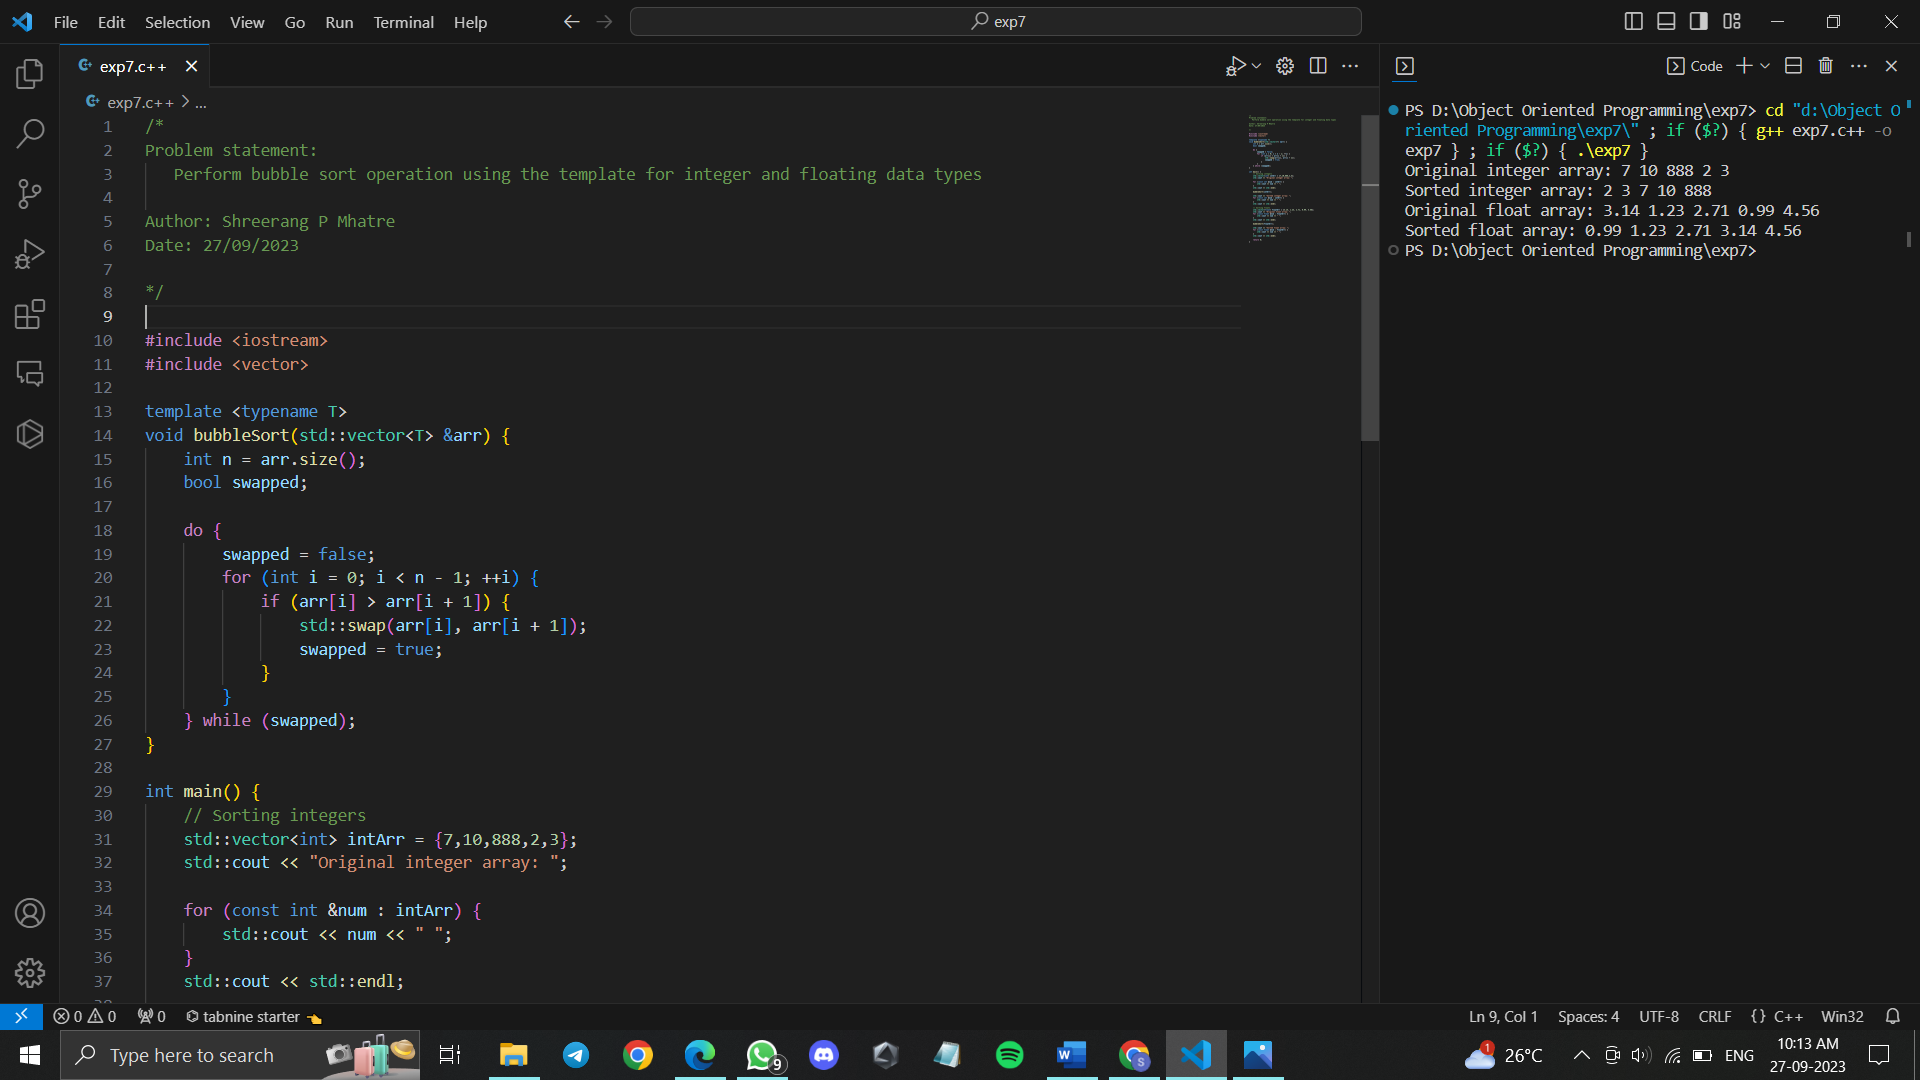 File Edit Selection View Go Run Terminal Help
exp7
exp7.c++
exp7.c++ > ...
1 /*
2 Problem statement:
3 Perform bubble sort operation using the template for integer and floating data types
4
5 Author: Shreerang P Mhatre
6 Date: 27/09/2023
7
8 */
9
10 #include <iostream>
11 #include <vector>
12
13 template <typename T>
14 void bubbleSort(std::vector<T> &arr) {
15 int n = arr.size();
16 bool swapped;
17
18 do {
19 swapped = false;
20 for (int i = 0; i < n - 1; ++i) {
21 if (arr[i] > arr[i + 1]) {
22 std::swap(arr[i], arr[i + 1]);
23 swapped = true;
24 }
25 }
26 } while (swapped);
27 }
28
29 int main() {
30 // Sorting integers
31 std::vector<int> intArr = {7,10,888,2,3};
32 std::cout << "Original integer array: ";
33
34 for (const int &num : intArr) {
35 std::cout << num << " ";
36 }
37 std::cout << std::endl;
Code
PS D:\Object Oriented Programming\exp7> cd "d:\Object O
riented Programming\exp7\" ; if ($?) { g++ exp7.c++ -o
exp7 } ; if ($?) { .\exp7 }
Original integer array: 7 10 888 2 3
Sorted integer array: 2 3 7 10 888
Original float array: 3.14 1.23 2.71 0.99 4.56
Sorted float array: 0.99 1.23 2.71 3.14 4.56
PS D:\Object Oriented Programming\exp7>
0 0 0 tabnine starter
Ln 9, Col 1 Spaces: 4 UTF-8 CRLF {} C++ Win32
Type here to search
9
1
26°C
ENG
10:13 AM
27-09-2023